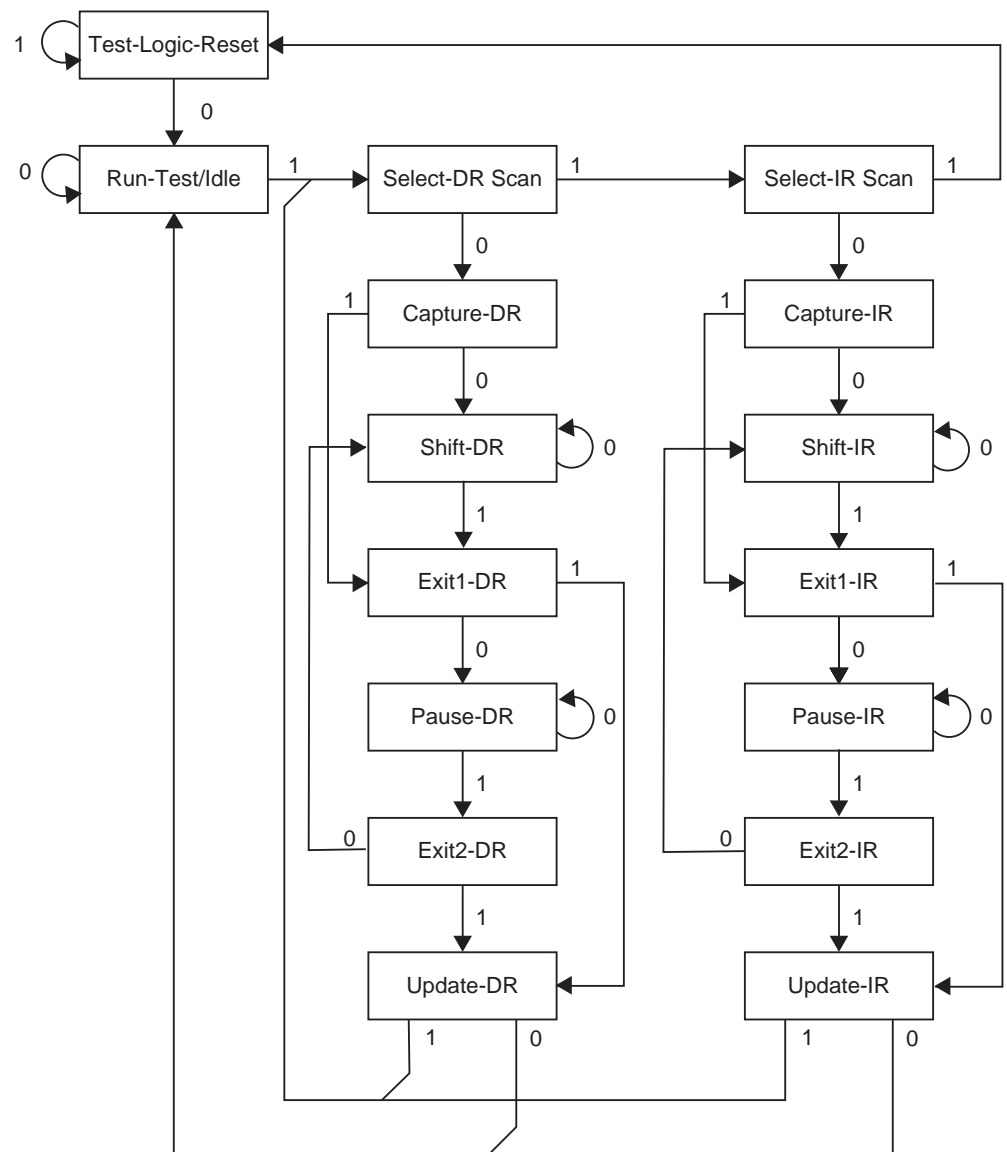 1
Test-Logic-Reset
0
0
Run-Test/Idle
1
Select-DR Scan
1
Select-IR Scan
1
0
0
1
Capture-DR
1
Capture-IR
0
0
Shift-DR
0
Shift-IR
0
1
1
Exit1-DR
1
Exit1-IR
1
0
0
Pause-DR
0
Pause-IR
0
1
1
0
Exit2-DR
0
Exit2-IR
1
1
Update-DR
Update-IR
1
0
1
0